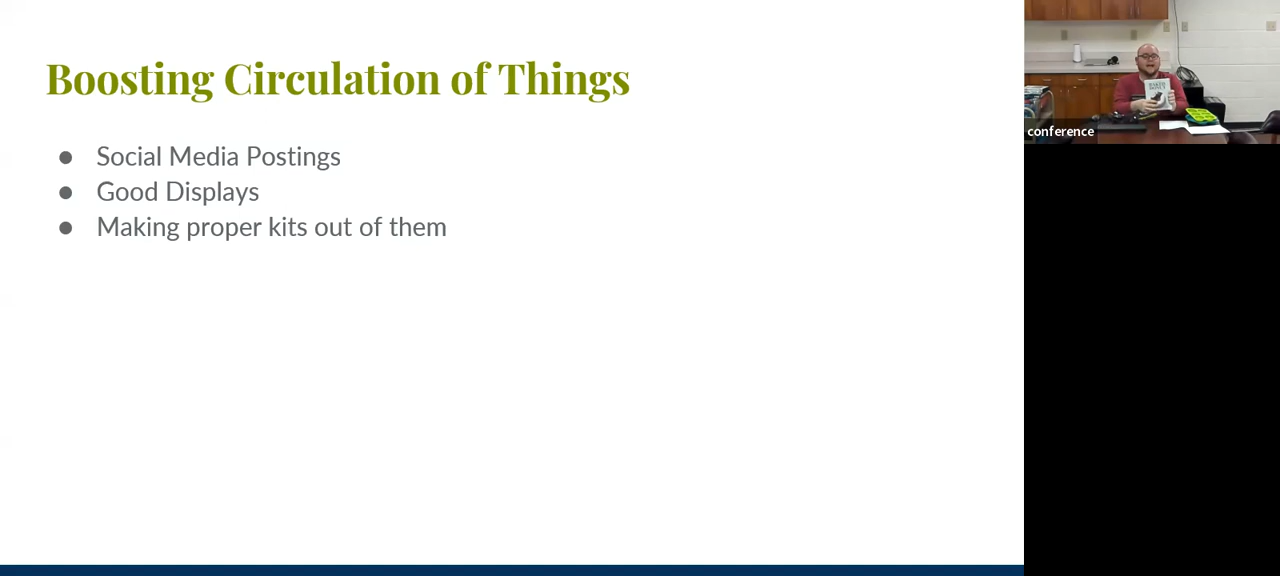 Boosting Circulation of Things
● Social Media Postings
● Good Displays
● Making proper kits out of them
conference